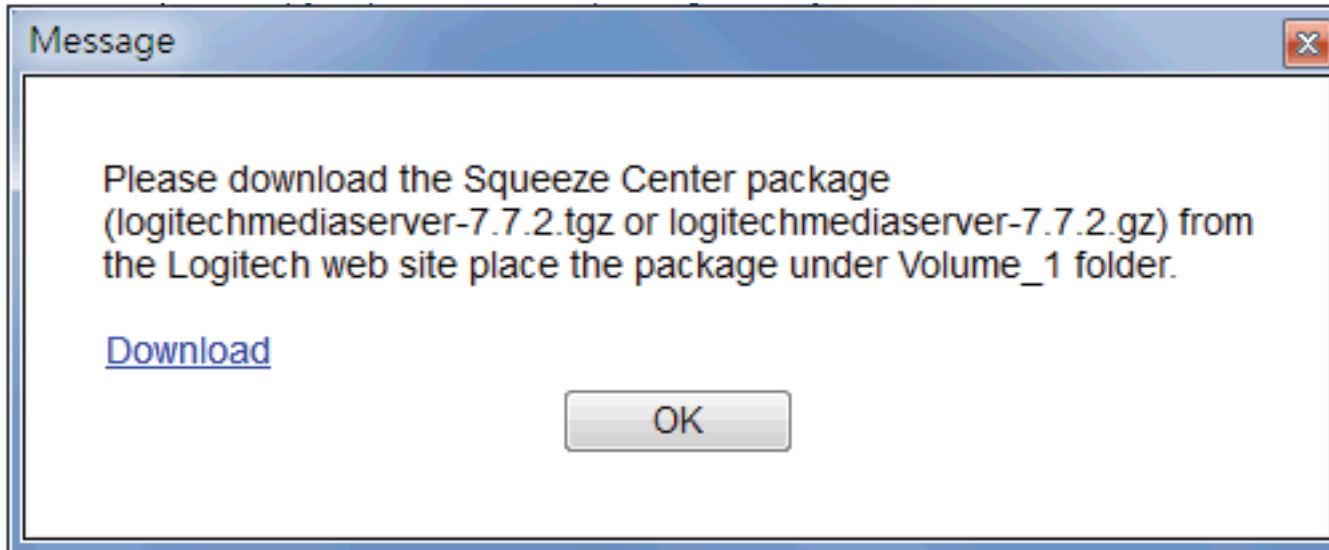 Message
Please download the Squeeze Center package
(logitechmediaserver-7.7.2.tgz or logitechmediaserver-7.7.2.gz) from
the Logitech web site place the package under Volume_1 folder.
Download
OK